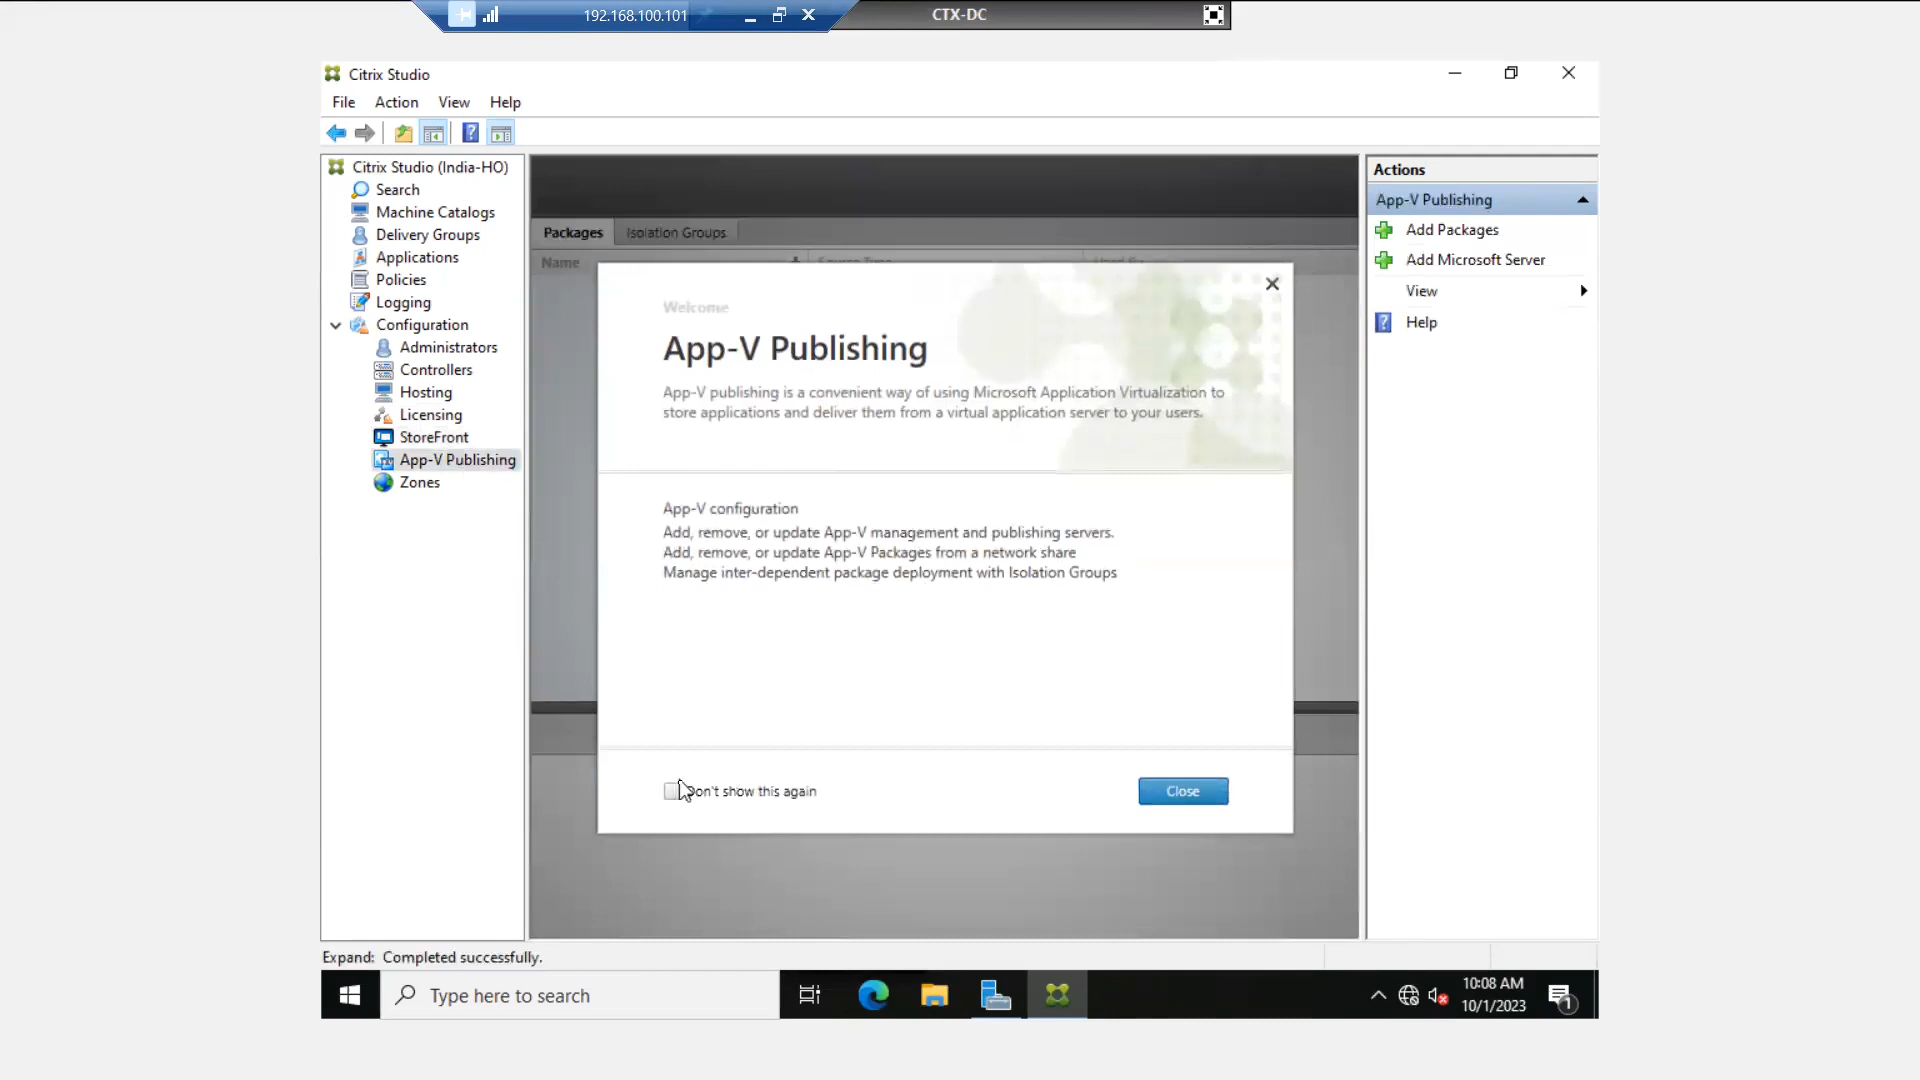 192.168.100.101
CTX-DC
Citrix Studio
File Action View Help
Citrix Studio (India-HO)
Search
Machine Catalogs
Delivery Groups
Applications
Policies
Logging
Configuration
Administrators
Controllers
Hosting
Licensing
StoreFront
App-V Publishing
Zones
Packages Isolation Groups
Name Source Type Used By
Welcome
App-V Publishing
App-V publishing is a convenient way of using Microsoft Application Virtualization to
store applications and deliver them from a virtual application server to your users.
App-V configuration
Add, remove, or update App-V management and publishing servers.
Add, remove, or update App-V Packages from a network share
Manage inter-dependent package deployment with Isolation Groups
Don't show this again
Close
Actions
App-V Publishing
Add Packages
Add Microsoft Server
View
Help
Expand: Completed successfully.
Type here to search
10:08 AM
10/1/2023
1